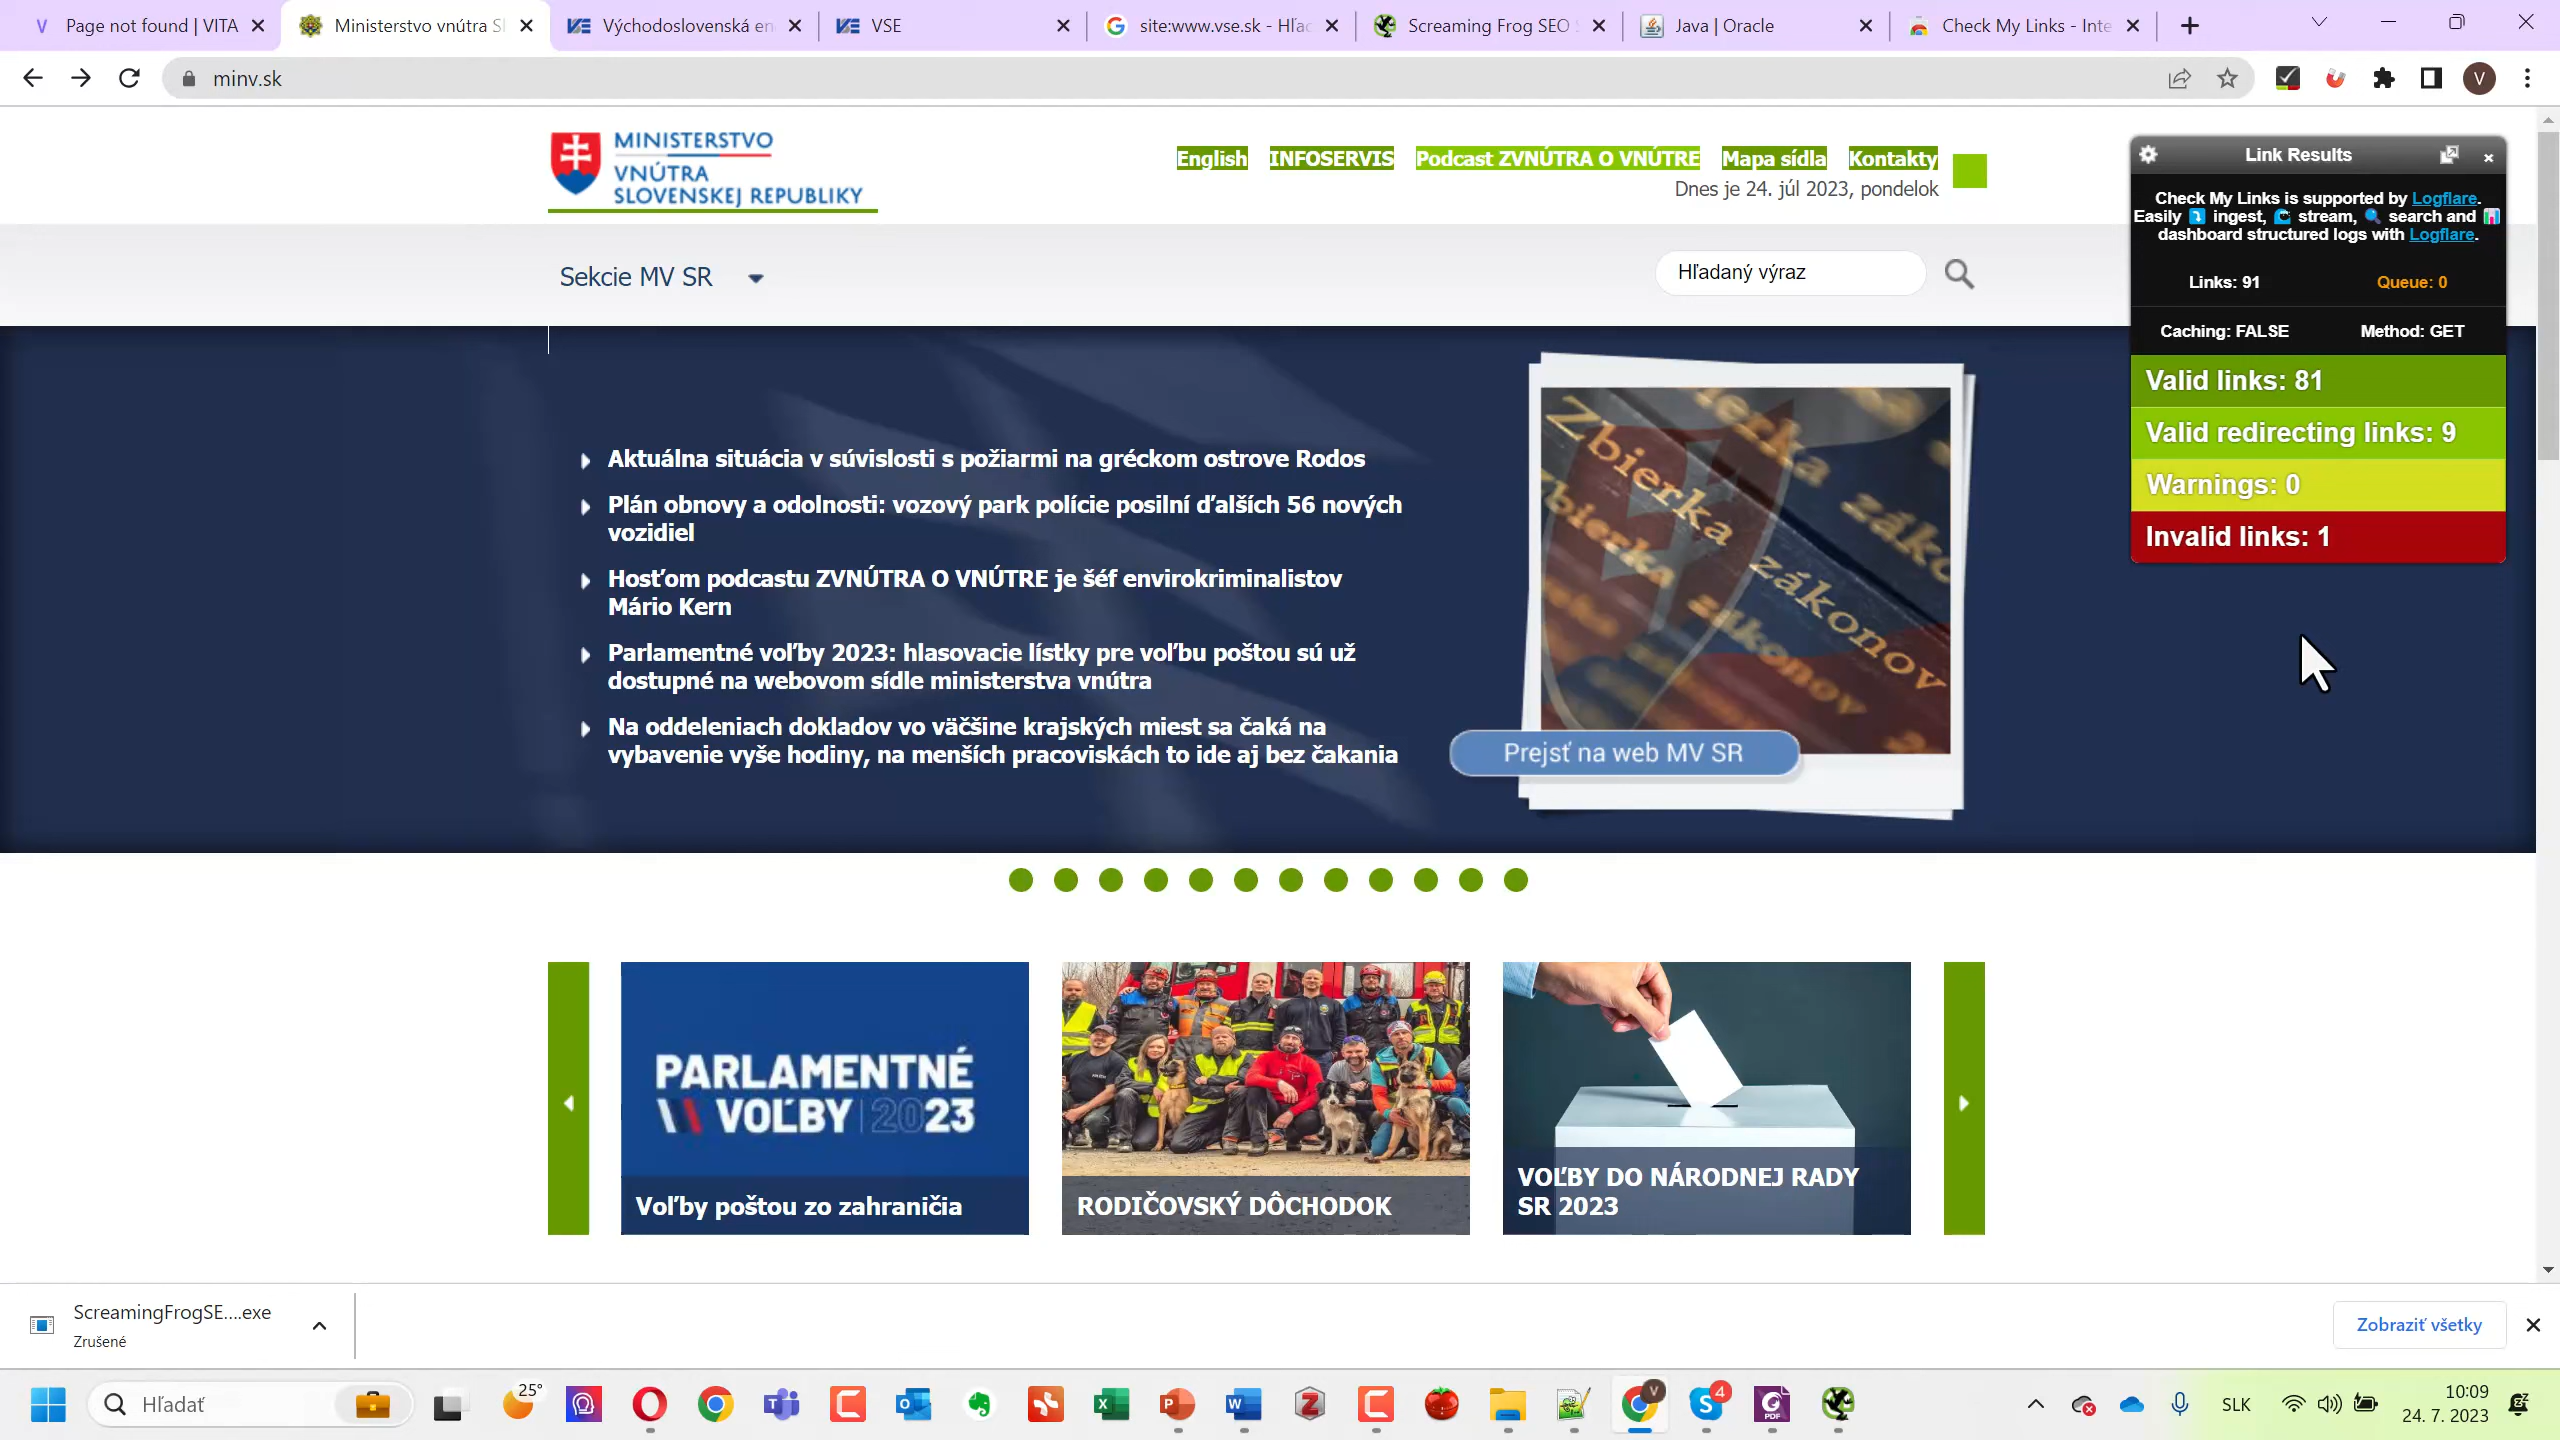 Page not found | VITA
Ministerstvo vnútra Sl
Východoslovenská en
VSE
site:www.vse.sk - Hľad
Screaming Frog SEO S
Java | Oracle
Check My Links - Inte
minv.sk
V
MINISTERSTVO
VNÚTRA
SLOVENSKEJ REPUBLIKY
English INFOSERVIS Podcast ZVNÚTRA O VNÚTRE Mapa sídla Kontakty
Dnes je 24. júl 2023, pondelok
Sekcie MV SR
Hľadaný výraz
Link Results
Check My Links is supported by Logflare.
Easily ingest, stream, search and
dashboard structured logs with Logflare.
Links: 91
Queue: 0
Caching: FALSE
Method: GET
Valid links: 81
Valid redirecting links: 9
Warnings: 0
Invalid links: 1
Aktuálna situácia v súvislosti s požiarmi na gréckom ostrove Rodos
Plán obnovy a odolnosti: vozový park polície posilní ďalších 56 nových
vozidiel
Hosťom podcastu ZVNÚTRA O VNÚTRE je šéf envirokriminalistov
Mário Kern
Parlamentné voľby 2023: hlasovacie lístky pre voľbu poštou sú už
dostupné na webovom sídle ministerstva vnútra
Na oddeleniach dokladov vo väčšine krajských miest sa čaká na
vybavenie vyše hodiny, na menších pracoviskách to ide aj bez čakania
Zbierka zákonov
zbierka zákonov
Prejsť na web MV SR
PARLAMENTNÉ
VOĽBY 2023
Voľby poštou zo zahraničia
RODIČOVSKÝ DÔCHODOK
VOĽBY DO NÁRODNEJ RADY
SR 2023
ScreamingFrogSE....exe
Zrušené
Zobraziť všetky
Hľadať
25°
4
SLK
10:09
24. 7. 2023